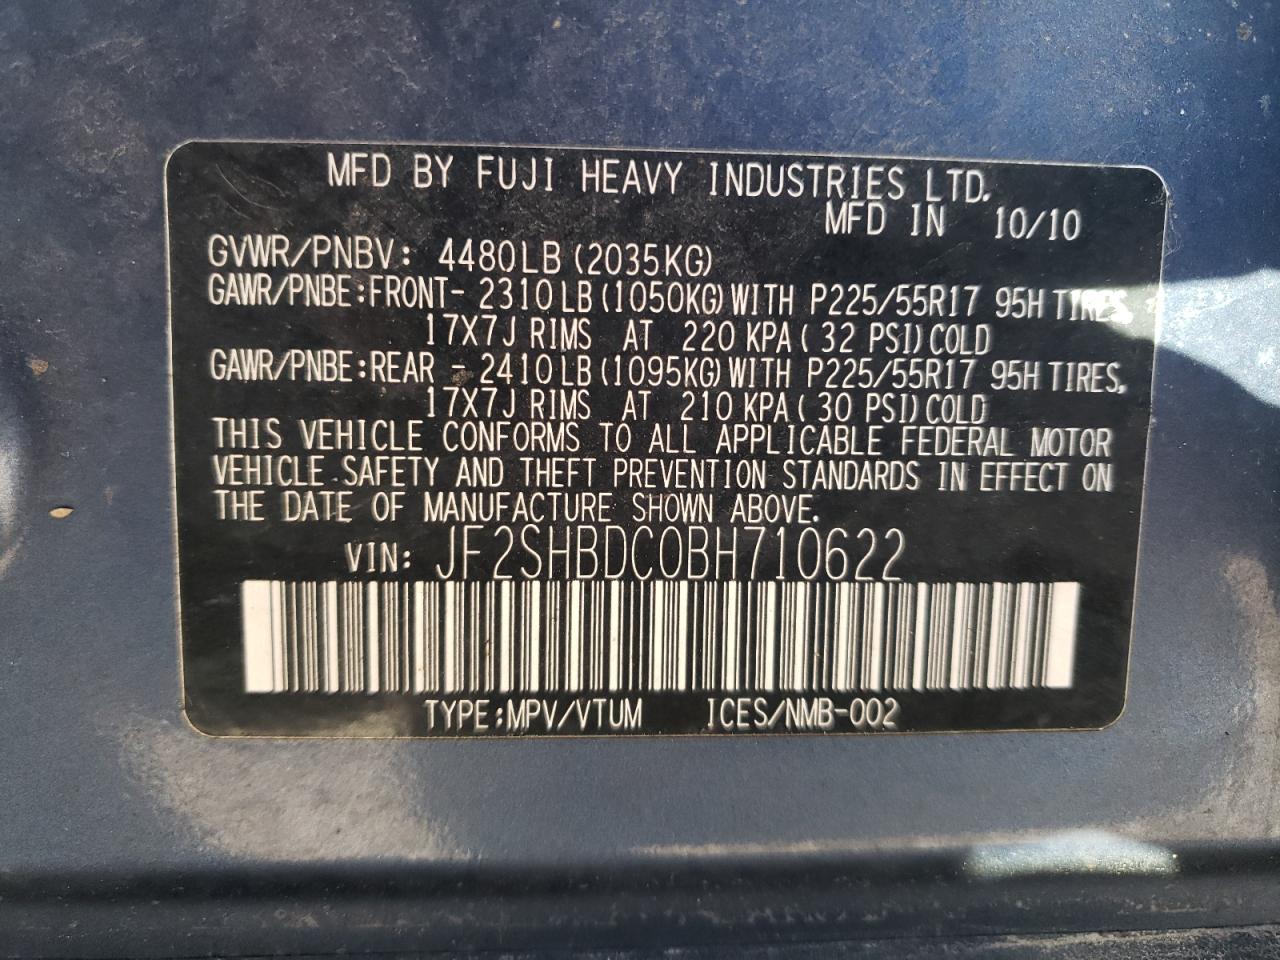 MFD BY FUJI HEAVY INDUSTRIES LTD.
MFD IN 10/10
GVWR/PNBV: 4480LB (2035KG)
GAWR/PNBE:FRONT- 2310LB (1050KG) WITH P225/55R17 95H TIRES,
17X7J RIMS AT 220 KPA ( 32 PSI) COLD
GAWR/PNBE:REAR - 2410LB (1095KG) WITH P225/55R17 95H TIRES,
17X7J RIMS AT 210 KPA ( 30 PSI) COLD
THIS VEHICLE CONFORMS TO ALL APPLICABLE FEDERAL MOTOR
VEHICLE SAFETY AND THEFT PREVENTION STANDARDS IN EFFECT ON
THE DATE OF MANUFACTURE SHOWN ABOVE.
VIN: JF2SHBDC0BH710622
TYPE:MPV/VTUM ICES/NMB-002